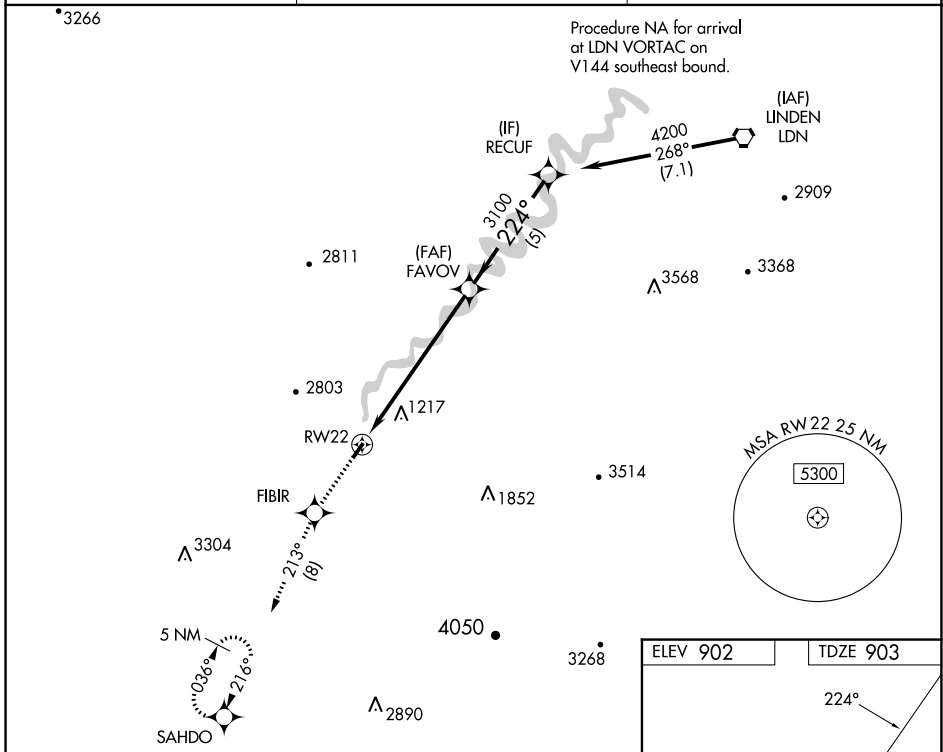 3266
Procedure NA for arrival
at LDN VORTAC on
V144 southeast bound.
(IAF)
LINDEN
LDN
(IF)
RECUF
4200
268°
(7.1)
2909
3100
224°
(5)
(FAF)
FAVOV
2811
3568
3368
2803
1217
RW22
MSA RW 22 25 NM
5300
3514
1852
FIBIR
3304
213°
(8)
4050
3268
5 NM
036°
216°
2890
SAHDO
ELEV 902
TDZE 903
224°